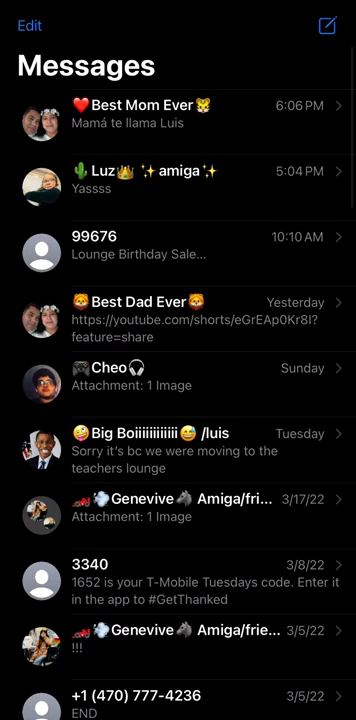 Edit
Messages
❤️Best Mom Ever🐯
6:06 PM
Mamá te llama Luis
🌵Luz👑 ✨amiga✨
5:04 PM
Yassss
99676
10:10 AM
Lounge Birthday Sale...
🦁Best Dad Ever🦁
Yesterday
https://youtube.com/shorts/eGrEAp0Kr8I?
feature=share
🎮Cheo🎧
Sunday
Attachment: 1 Image
🤪Big Boiiiiiiiiiiii😅 /luis
Tuesday
Sorry it's bc we were moving to the
teachers lounge
🏎️💨Genevive🐴 Amiga/fri...
3/17/22
Attachment: 1 Image
3340
3/8/22
1652 is your T-Mobile Tuesdays code. Enter it
in the app to #GetThanked
🏎️💨Genevive🐴 Amiga/frie...
3/5/22
!!!
+1 (470) 777-4236
3/5/22
END